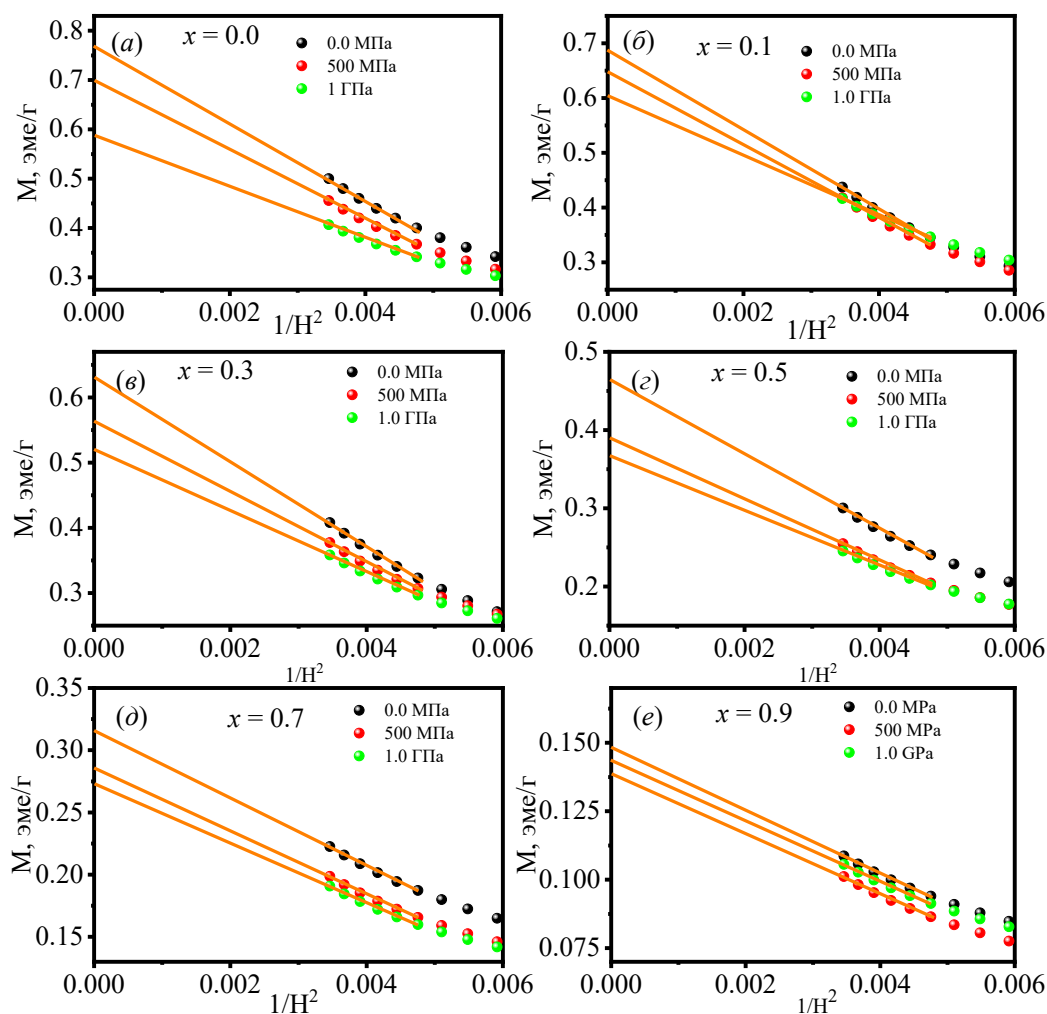 (а)
x = 0.0
0.0 МПа
500 МПа
1 ГПа
М, эме/г
0.8
0.7
0.6
0.5
0.4
0.3
0.000
0.002
0.004
0.006
1/H²
(б)
x = 0.1
0.0 МПа
500 МПа
1.0 ГПа
М, эме/г
0.7
0.6
0.5
0.4
0.3
0.000
0.002
0.004
0.006
1/H²
(в)
x = 0.3
0.0 МПа
500 МПа
1.0 ГПа
М, эме/г
0.6
0.5
0.4
0.3
0.000
0.002
0.004
0.006
1/H²
(г)
x = 0.5
0.0 МПа
500 МПа
1.0 ГПа
М, эме/г
0.5
0.4
0.3
0.2
0.000
0.002
0.004
0.006
1/H²
(д)
x = 0.7
0.0 МПа
500 МПа
1.0 ГПа
М, эме/г
0.35
0.30
0.25
0.20
0.15
0.000
0.002
0.004
0.006
1/H²
(е)
x = 0.9
0.0 MPa
500 MPa
1.0 GPa
М, эме/г
0.150
0.125
0.100
0.075
0.000
0.002
0.004
0.006
1/H²